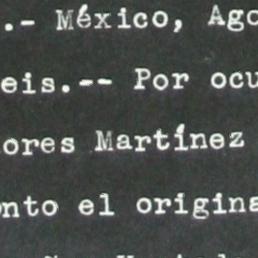 .- México, Ago
eis.-- Por ocu
ores Martínez
nto el origina